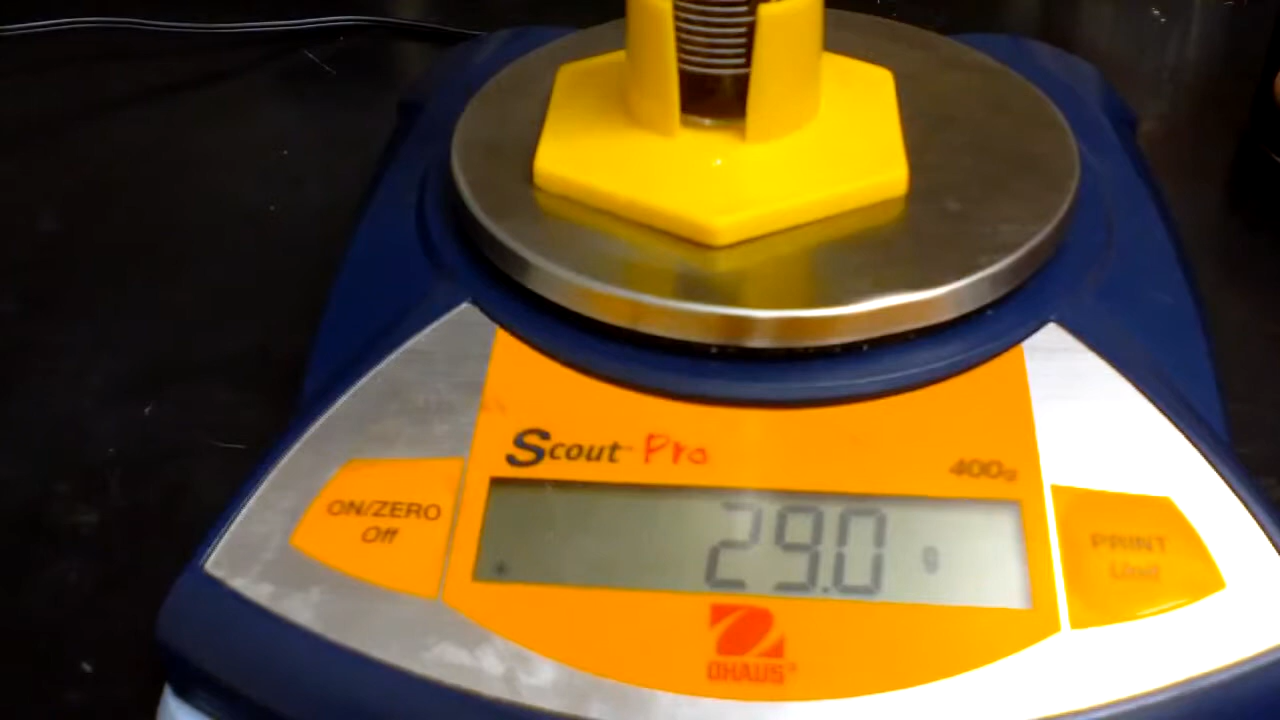 Scout Pro
400g
ON/ZERO
Off
29.0 g
PRINT
Unit
OHAUS